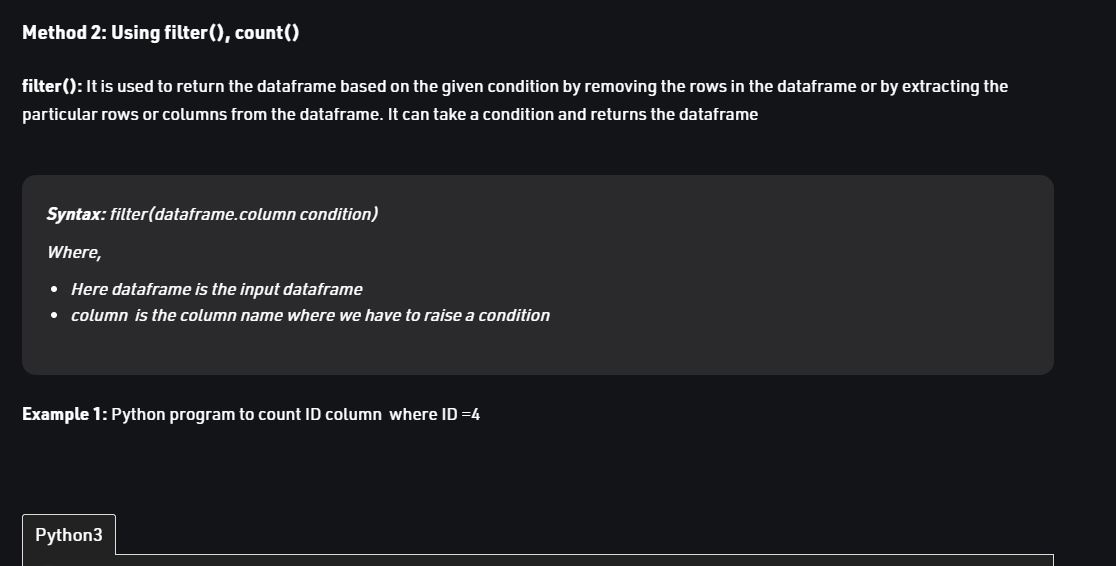 Method 2: Using filter(), count()
filter(): It is used to return the dataframe based on the given condition by removing the rows in the dataframe or by extracting the
particular rows or columns from the dataframe. It can take a condition and returns the dataframe
Syntax: filter(dataframe.column condition)
Where,
• Here dataframe is the input dataframe
• column  is the column name where we have to raise a condition
Example 1: Python program to count ID column  where ID =4
Python3